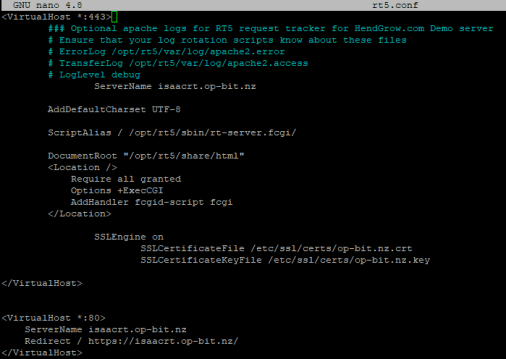 GNU nano 4.8 rt5.conf
<VirtualHost *:443>
### Optional apache logs for RT5 request tracker for HendGrow.com Demo server
# Ensure that your log rotation scripts know about these files
# ErrorLog /opt/rt5/var/log/apache2.error
# TransferLog /opt/rt5/var/log/apache2.access
# LogLevel debug
ServerName isaacrt.op-bit.nz
AddDefaultCharset UTF-8
ScriptAlias / /opt/rt5/sbin/rt-server.fcgi/
DocumentRoot "/opt/rt5/share/html"
<Location />
Require all granted
Options +ExecCGI
AddHandler fcgid-script fcgi
</Location>
SSLEngine on
SSLCertificateFile /etc/ssl/certs/op-bit.nz.crt
SSLCertificateKeyFile /etc/ssl/certs/op-bit.nz.key
</VirtualHost>
<VirtualHost *:80>
ServerName isaacrt.op-bit.nz
Redirect / https://isaacrt.op-bit.nz/
</VirtualHost>